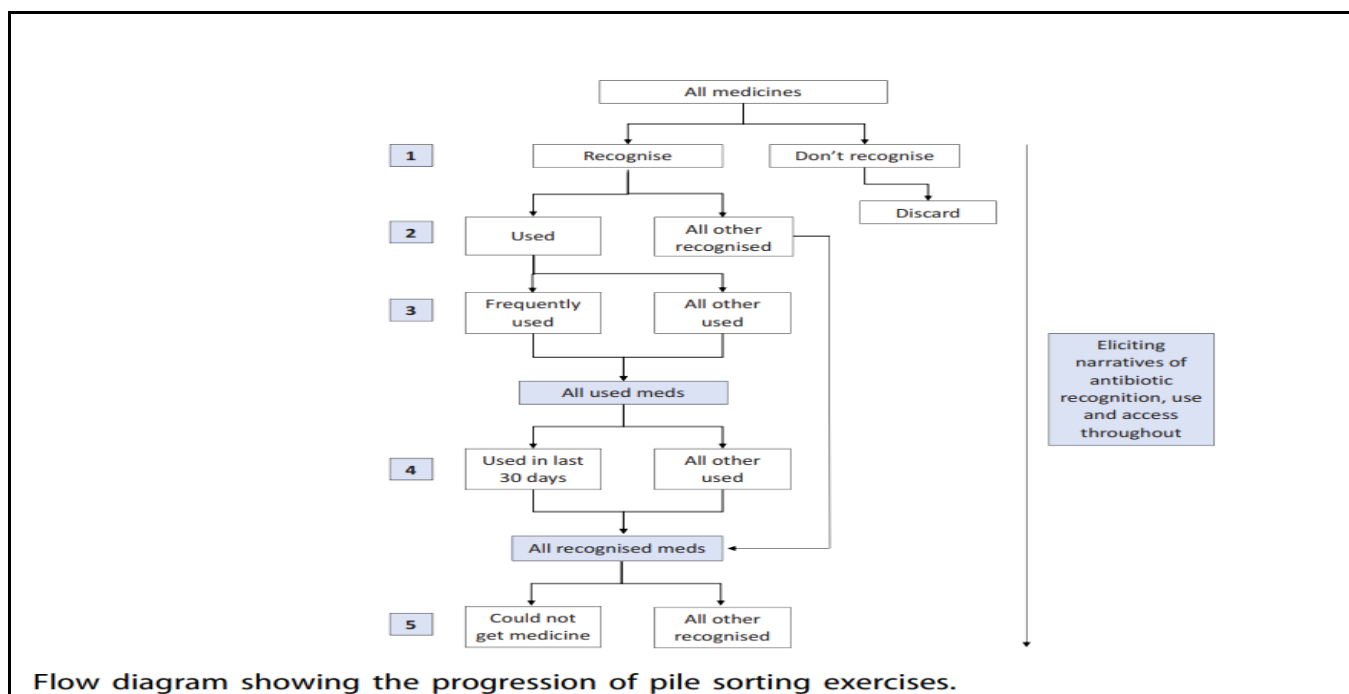 All medicines
1
Recognise
Don't recognise
Discard
2
Used
All other
recognised
3
Frequently
used
All other
used
All used meds
Eliciting
narratives of
antibiotic
recognition, use
and access
throughout
4
Used in last
30 days
All other
used
All recognised meds
5
Could not
get medicine
All other
recognised
Flow diagram showing the progression of pile sorting exercises.